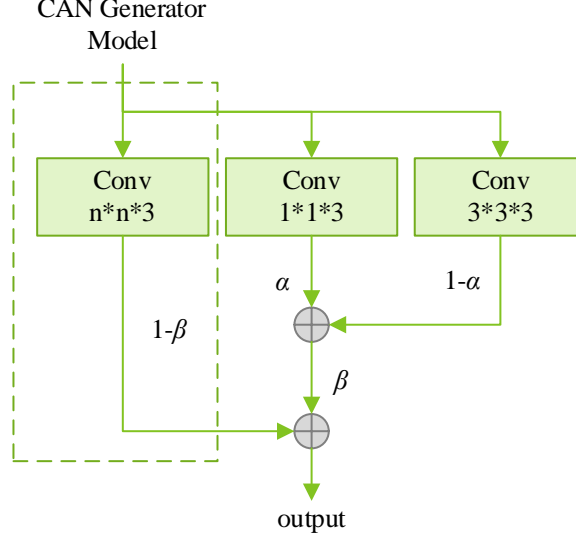 CAN Generator
Model
Conv
n*n*3
Conv
1*1*3
Conv
3*3*3
α
1-α
1-β
β
output